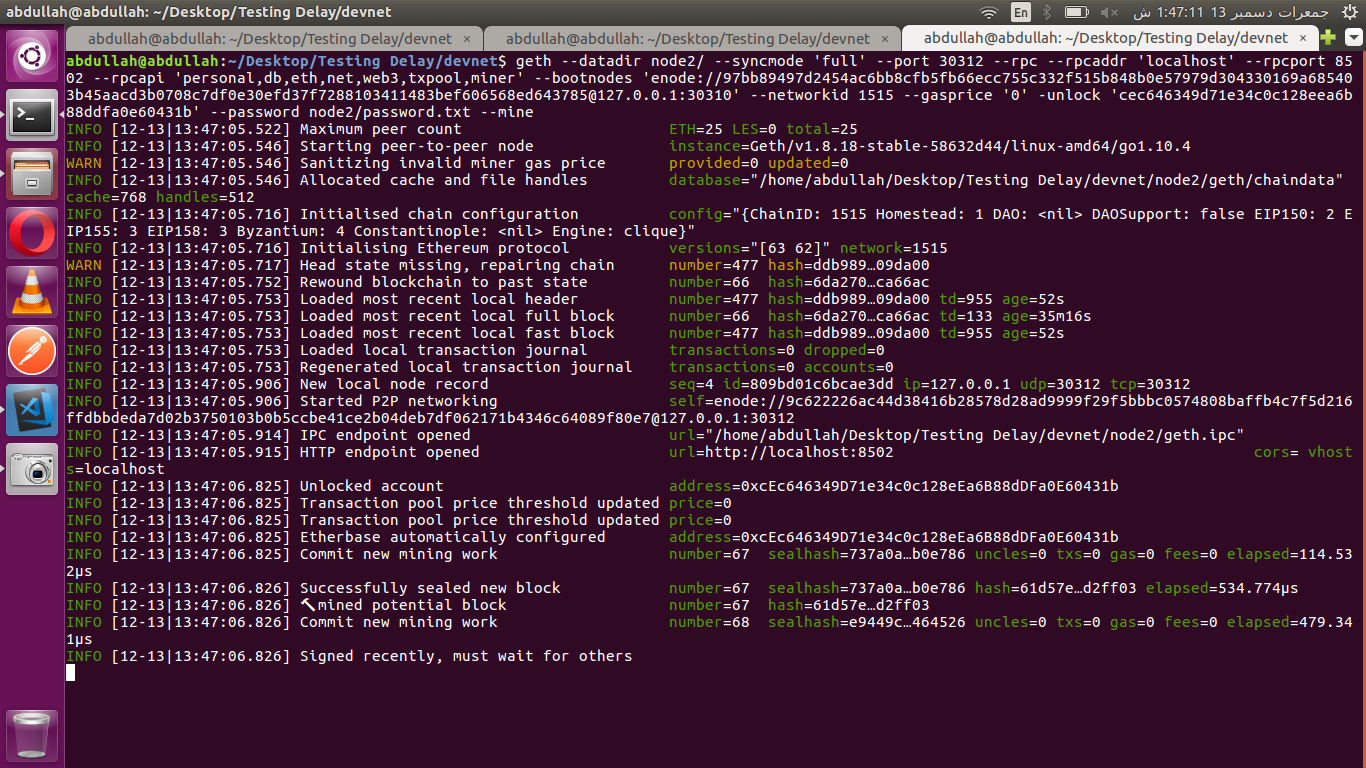 abdullah@abdullah: ~/Desktop/Testing Delay/devnet
En
جمعرات دسمبر 13 1:47:11 ش
abdullah@abdullah: ~/Desktop/Testing Delay/devnet ×
abdullah@abdullah: ~/Desktop/Testing Delay/devnet ×
abdullah@abdullah: ~/Desktop/Testing Delay/devnet ×
abdullah@abdullah:~/Desktop/Testing Delay/devnet$ geth --datadir node2/ --syncmode 'full' --port 30312 --rpc --rpcaddr 'localhost' --rpcport 85
02 --rpcapi 'personal,db,eth,net,web3,txpool,miner' --bootnodes 'enode://97bb89497d2454ac6bb8cfb5fb66ecc755c332f515b848b0e57979d304330169a68540
3b45aacd3b0708c7df0e30efd37f7288103411483bef606568ed643785@127.0.0.1:30310' --networkid 1515 --gasprice '0' -unlock 'cec646349d71e34c0c128eea6b
88ddfa0e60431b' --password node2/password.txt --mine
INFO [12-13|13:47:05.522] Maximum peer count ETH=25 LES=0 total=25
INFO [12-13|13:47:05.546] Starting peer-to-peer node instance=Geth/v1.8.18-stable-58632d44/linux-amd64/go1.10.4
WARN [12-13|13:47:05.546] Sanitizing invalid miner gas price provided=0 updated=0
INFO [12-13|13:47:05.546] Allocated cache and file handles database="/home/abdullah/Desktop/Testing Delay/devnet/node2/geth/chaindata"
cache=768 handles=512
INFO [12-13|13:47:05.716] Initialised chain configuration config="{ChainID: 1515 Homestead: 1 DAO: <nil> DAOSupport: false EIP150: 2 E
IP155: 3 EIP158: 3 Byzantium: 4 Constantinople: <nil> Engine: clique}"
INFO [12-13|13:47:05.716] Initialising Ethereum protocol versions="[63 62]" network=1515
WARN [12-13|13:47:05.717] Head state missing, repairing chain number=477 hash=ddb989…09da00
INFO [12-13|13:47:05.752] Rewound blockchain to past state number=66 hash=6da270…ca66ac
INFO [12-13|13:47:05.753] Loaded most recent local header number=477 hash=ddb989…09da00 td=955 age=52s
INFO [12-13|13:47:05.753] Loaded most recent local full block number=66 hash=6da270…ca66ac td=133 age=35m16s
INFO [12-13|13:47:05.753] Loaded most recent local fast block number=477 hash=ddb989…09da00 td=955 age=52s
INFO [12-13|13:47:05.753] Loaded local transaction journal transactions=0 dropped=0
INFO [12-13|13:47:05.753] Regenerated local transaction journal transactions=0 accounts=0
INFO [12-13|13:47:05.906] New local node record seq=4 id=809bd01c6bcae3dd ip=127.0.0.1 udp=30312 tcp=30312
INFO [12-13|13:47:05.906] Started P2P networking self=enode://9c622226ac44d38416b28578d28ad9999f29f5bbbc0574808baffb4c7f5d216
ffdbbdeda7d02b3750103b0b5ccbe41ce2b04deb7df062171b4346c64089f80e7@127.0.0.1:30312
INFO [12-13|13:47:05.914] IPC endpoint opened url="/home/abdullah/Desktop/Testing Delay/devnet/node2/geth.ipc"
INFO [12-13|13:47:05.915] HTTP endpoint opened url=http://localhost:8502 cors= vhost
s=localhost
INFO [12-13|13:47:06.825] Unlocked account address=0xcEc646349D71e34c0c128eEa6B88dDFa0E60431b
INFO [12-13|13:47:06.825] Transaction pool price threshold updated price=0
INFO [12-13|13:47:06.825] Transaction pool price threshold updated price=0
INFO [12-13|13:47:06.825] Etherbase automatically configured address=0xcEc646349D71e34c0c128eEa6B88dDFa0E60431b
INFO [12-13|13:47:06.825] Commit new mining work number=67 sealhash=737a0a…b0e786 uncles=0 txs=0 gas=0 fees=0 elapsed=114.53
2µs
INFO [12-13|13:47:06.826] Successfully sealed new block number=67 sealhash=737a0a…b0e786 hash=61d57e…d2ff03 elapsed=534.774µs
INFO [12-13|13:47:06.826] 🔨mined potential block number=67 hash=61d57e…d2ff03
INFO [12-13|13:47:06.826] Commit new mining work number=68 sealhash=e9449c…464526 uncles=0 txs=0 gas=0 fees=0 elapsed=479.34
1µs
INFO [12-13|13:47:06.826] Signed recently, must wait for others